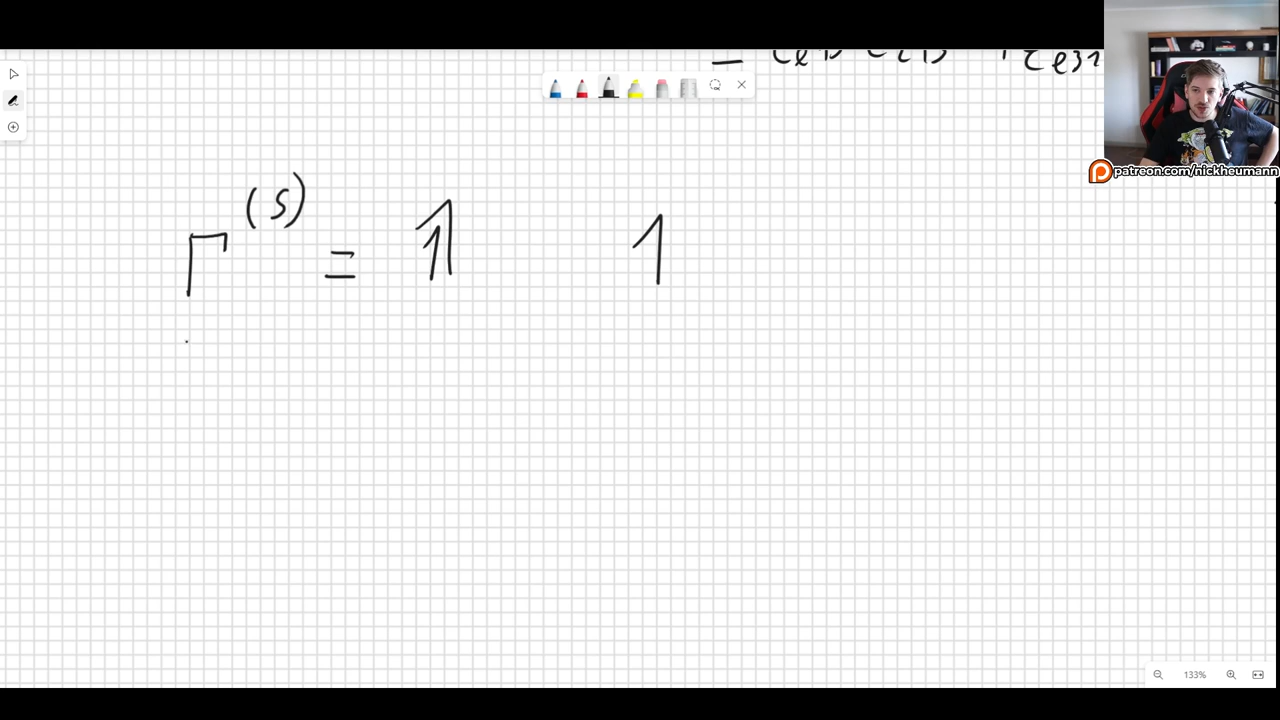 Γ^(S) = 𝟙 1
patreon.com/nickheumann
133%